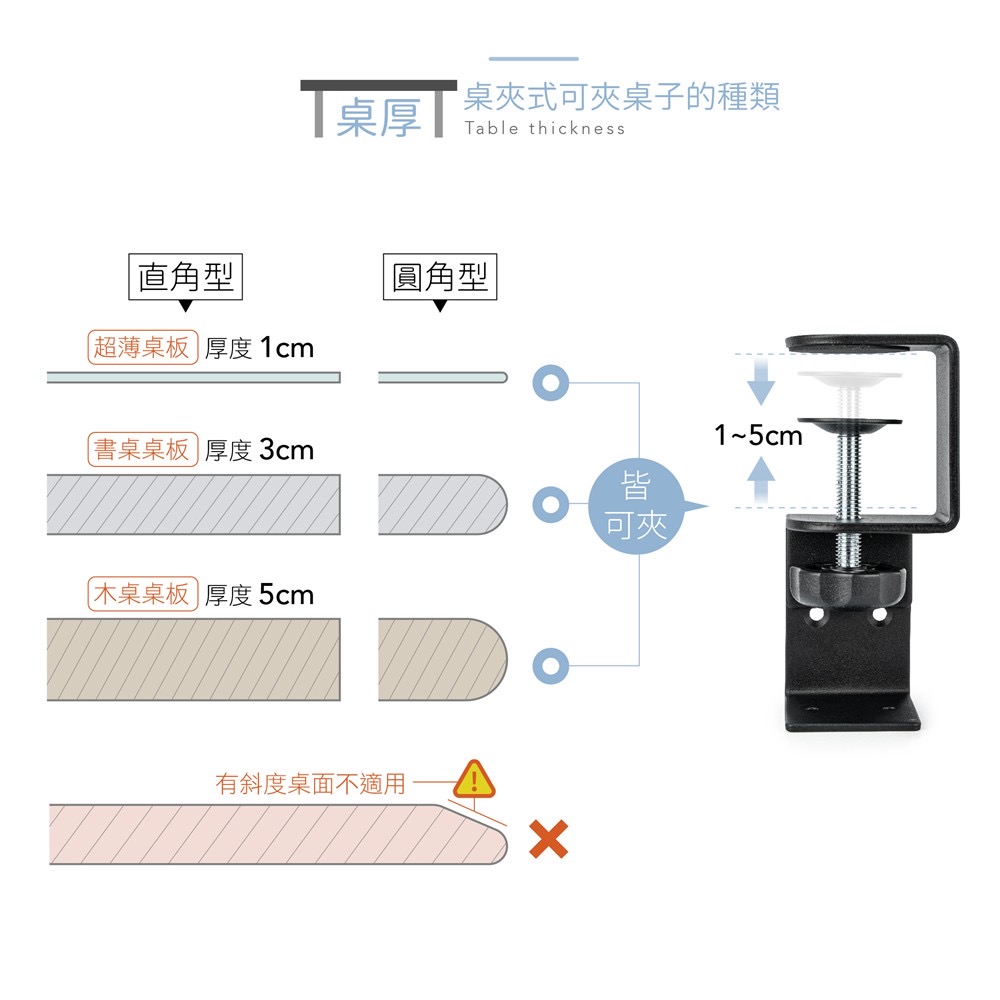 桌厚
桌夾式可夾桌子的種類
Table thickness
直角型
圓角型
超薄桌板 厚度 1cm
書桌桌板 厚度 3cm
木桌桌板 厚度 5cm
皆
可夾
1~5cm
有斜度桌面不適用